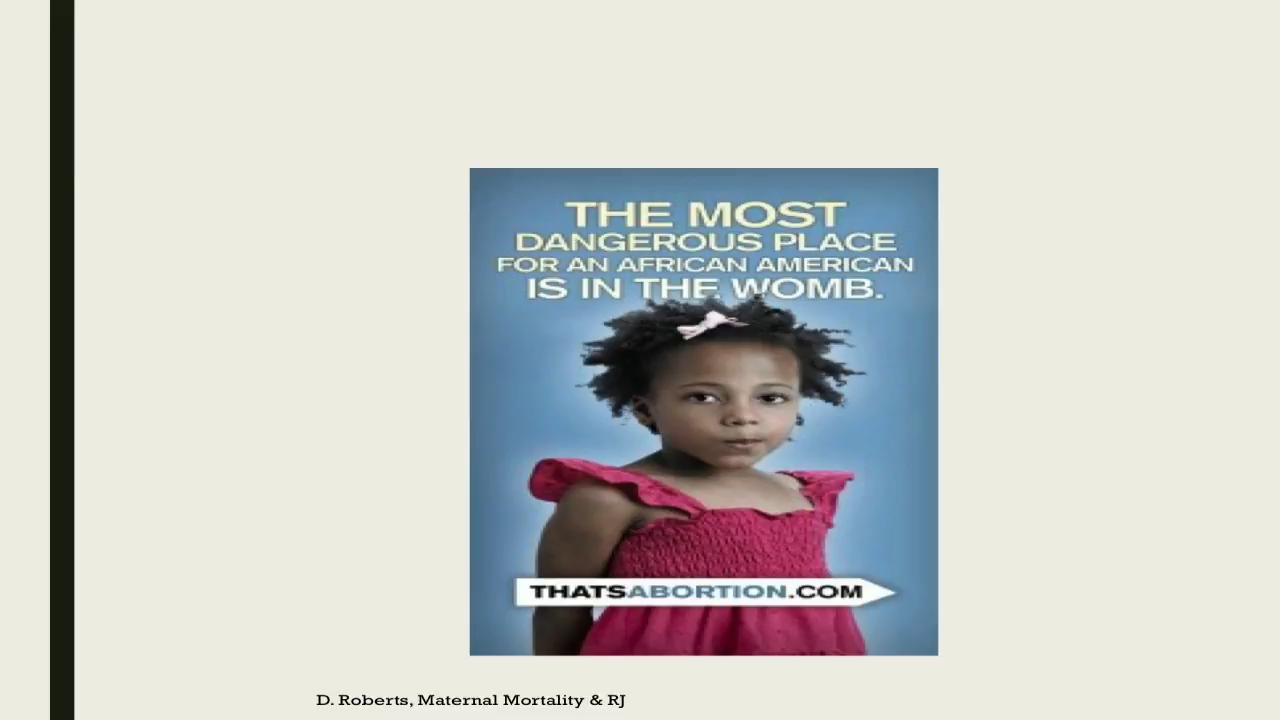 THE MOST
DANGEROUS PLACE
FOR AN AFRICAN AMERICAN
IS IN THE WOMB.
THATSABORTION.COM
D. Roberts, Maternal Mortality & RJ